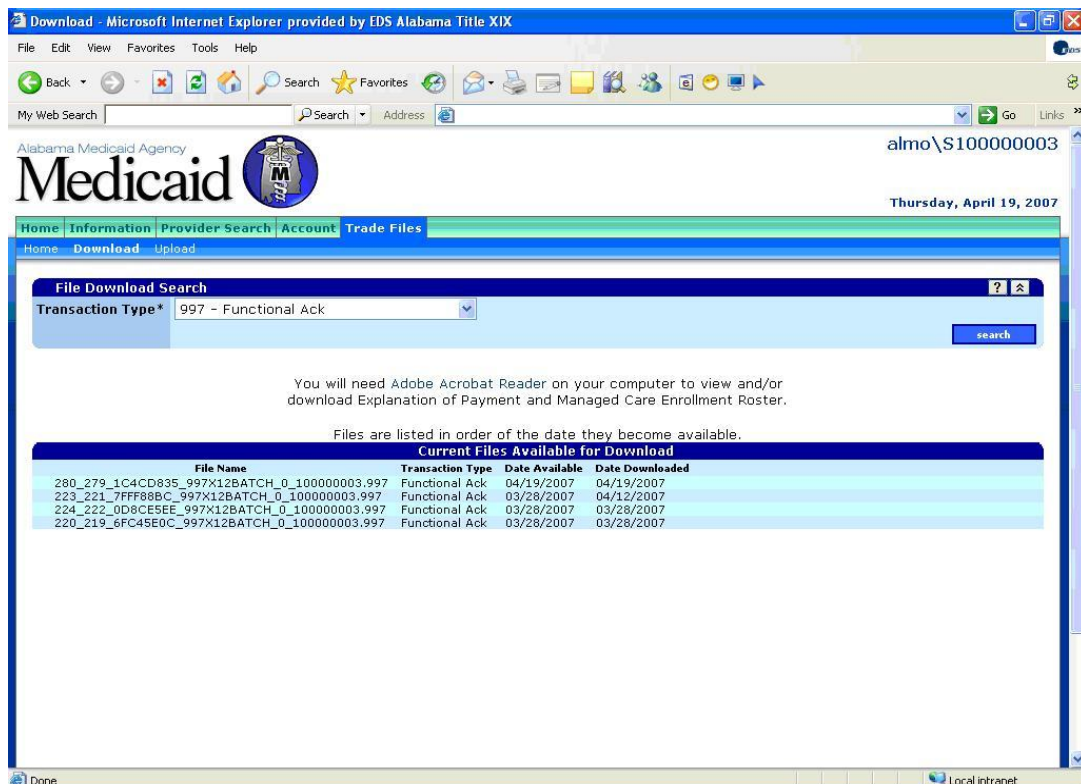 Download - Microsoft Internet Explorer provided by EDS Alabama Title XIX
File Edit View Favorites Tools Help
Back Search Favorites
My Web Search Search Address Go Links »
Alabama Medicaid Agency
Medicaid
M
almo\S100000003
Thursday, April 19, 2007
Home Information Provider Search Account Trade Files
Home Download Upload
File Download Search ?
Transaction Type* 997 - Functional Ack
search
You will need Adobe Acrobat Reader on your computer to view and/or
download Explanation of Payment and Managed Care Enrollment Roster.
Files are listed in order of the date they become available.
Current Files Available for Download
File Name Transaction Type Date Available Date Downloaded
280_279_1C4CD835_997X12BATCH_0_100000003.997 Functional Ack 04/19/2007 04/19/2007
223_221_7FFF88BC_997X12BATCH_0_100000003.997 Functional Ack 03/28/2007 04/12/2007
224_222_0D8CE5EE_997X12BATCH_0_100000003.997 Functional Ack 03/28/2007 03/28/2007
220_219_6FC45E0C_997X12BATCH_0_100000003.997 Functional Ack 03/28/2007 03/28/2007
Done Local intranet